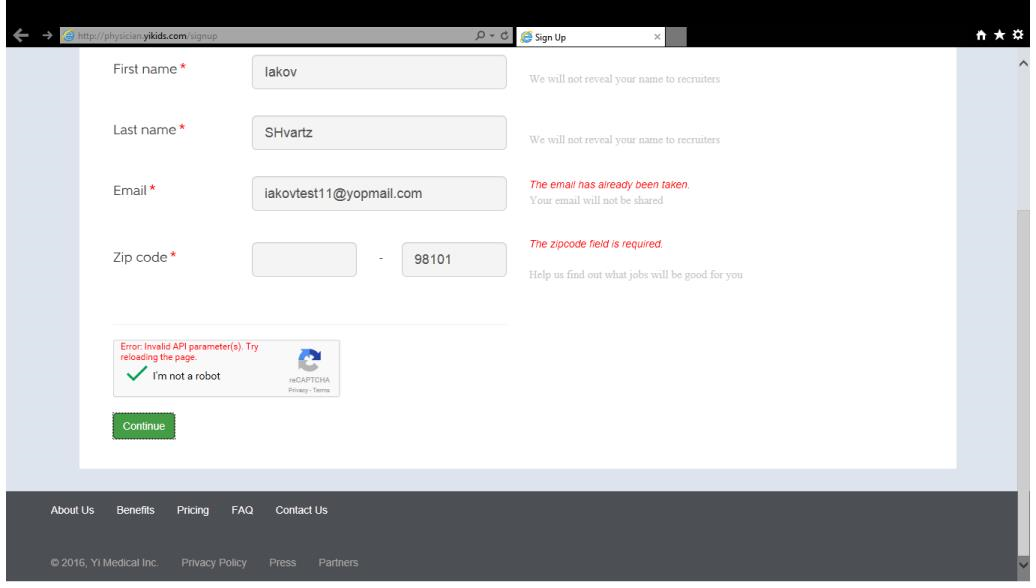 http://physician.yikids.com/signup
Sign Up
First name *
Iakov
We will not reveal your name to recruiters
Last name *
SHvartz
We will not reveal your name to recruiters
Email *
iakovtest11@yopmail.com
The email has already been taken.
Your email will not be shared
Zip code *
- 98101
The zipcode field is required.
Help us find out what jobs will be good for you
Error: Invalid API parameter(s). Try
reloading the page.
I'm not a robot
reCAPTCHA
Privacy - Terms
Continue
About Us Benefits Pricing FAQ Contact Us
© 2016, Yi Medical Inc. Privacy Policy Press Partners